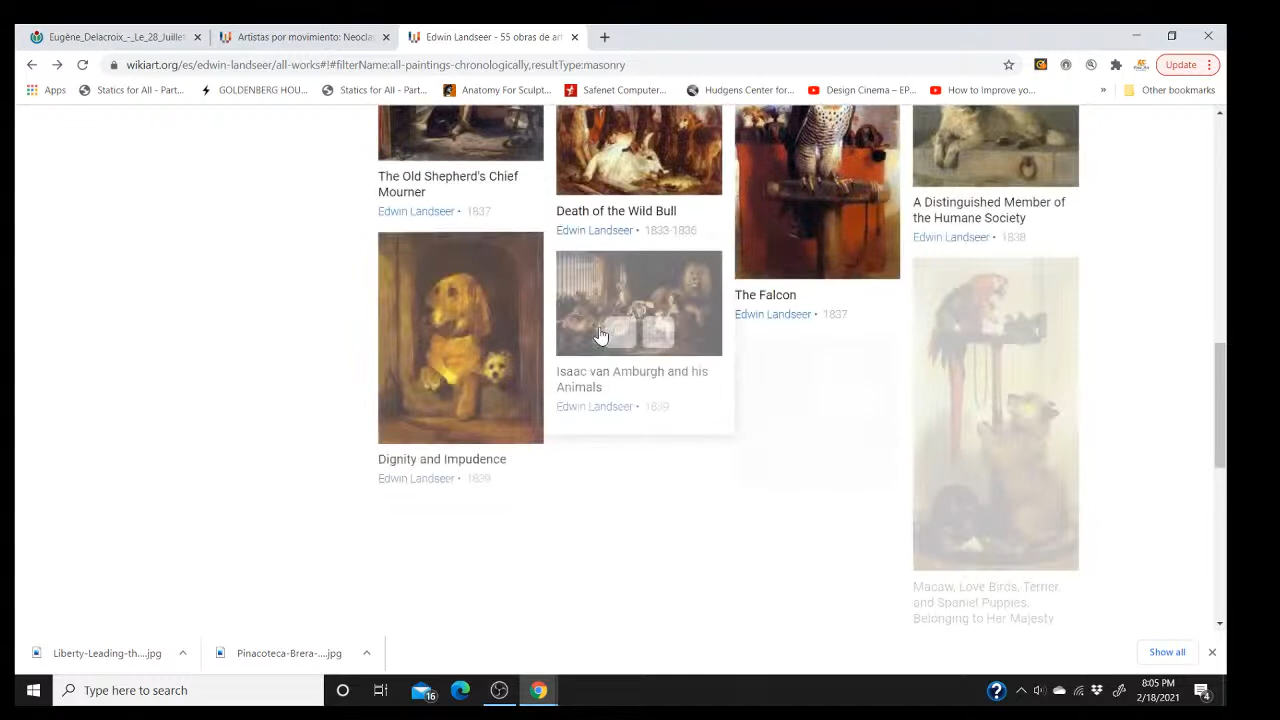 Eugène_Delacroix_-_Le_28_Juillet
Artistas por movimiento: Neoclas
Edwin Landseer - 55 obras de art
wikiart.org/es/edwin-landseer/all-works#!#filterName:all-paintings-chronologically,resultType:masonry
Update
Apps
Statics for All - Part...
GOLDENBERG HOU...
Statics for All - Part...
Anatomy For Sculpt...
Safenet Computer...
Hudgens Center for...
Design Cinema – EP...
How to Improve yo...
»
Other bookmarks
The Old Shepherd's Chief
Mourner
Edwin Landseer • 1837
Death of the Wild Bull
Edwin Landseer • 1833-1836
The Falcon
Edwin Landseer • 1837
A Distinguished Member of
the Humane Society
Edwin Landseer • 1838
Dignity and Impudence
Edwin Landseer • 1839
Isaac van Amburgh and his
Animals
Edwin Landseer • 1839
Macaw, Love Birds, Terrier,
and Spaniel Puppies,
Belonging to Her Majesty
Liberty-Leading-th....jpg
Pinacoteca-Brera-....jpg
Show all
Type here to search
16
8:05 PM
2/18/2021
4